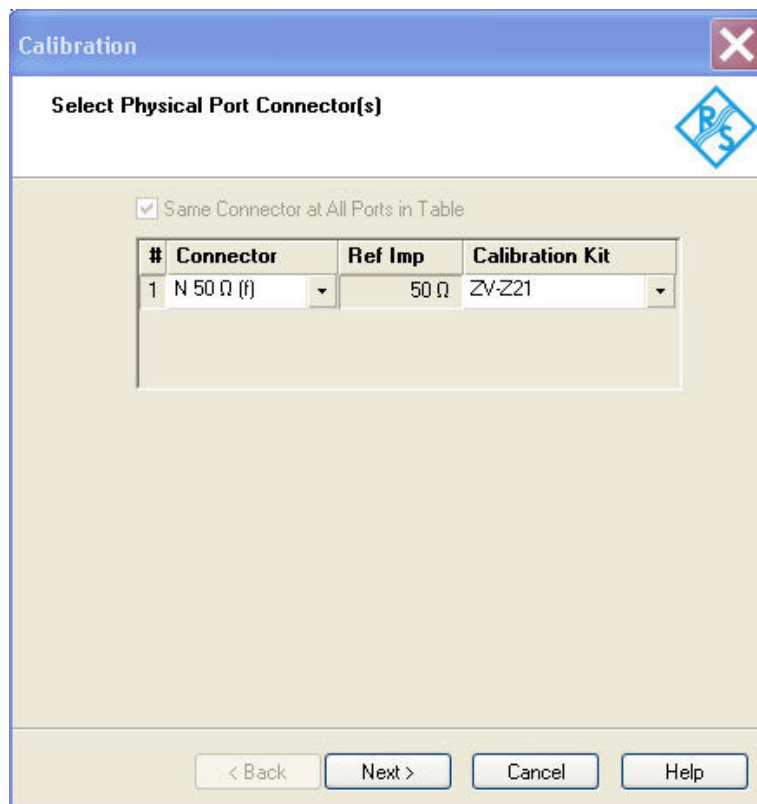 Calibration
Select Physical Port Connector(s)
R S
Same Connector at All Ports in Table
# Connector Ref Imp Calibration Kit
1 N 50 Ω (f) 50 Ω ZV-Z21
< Back Next > Cancel Help